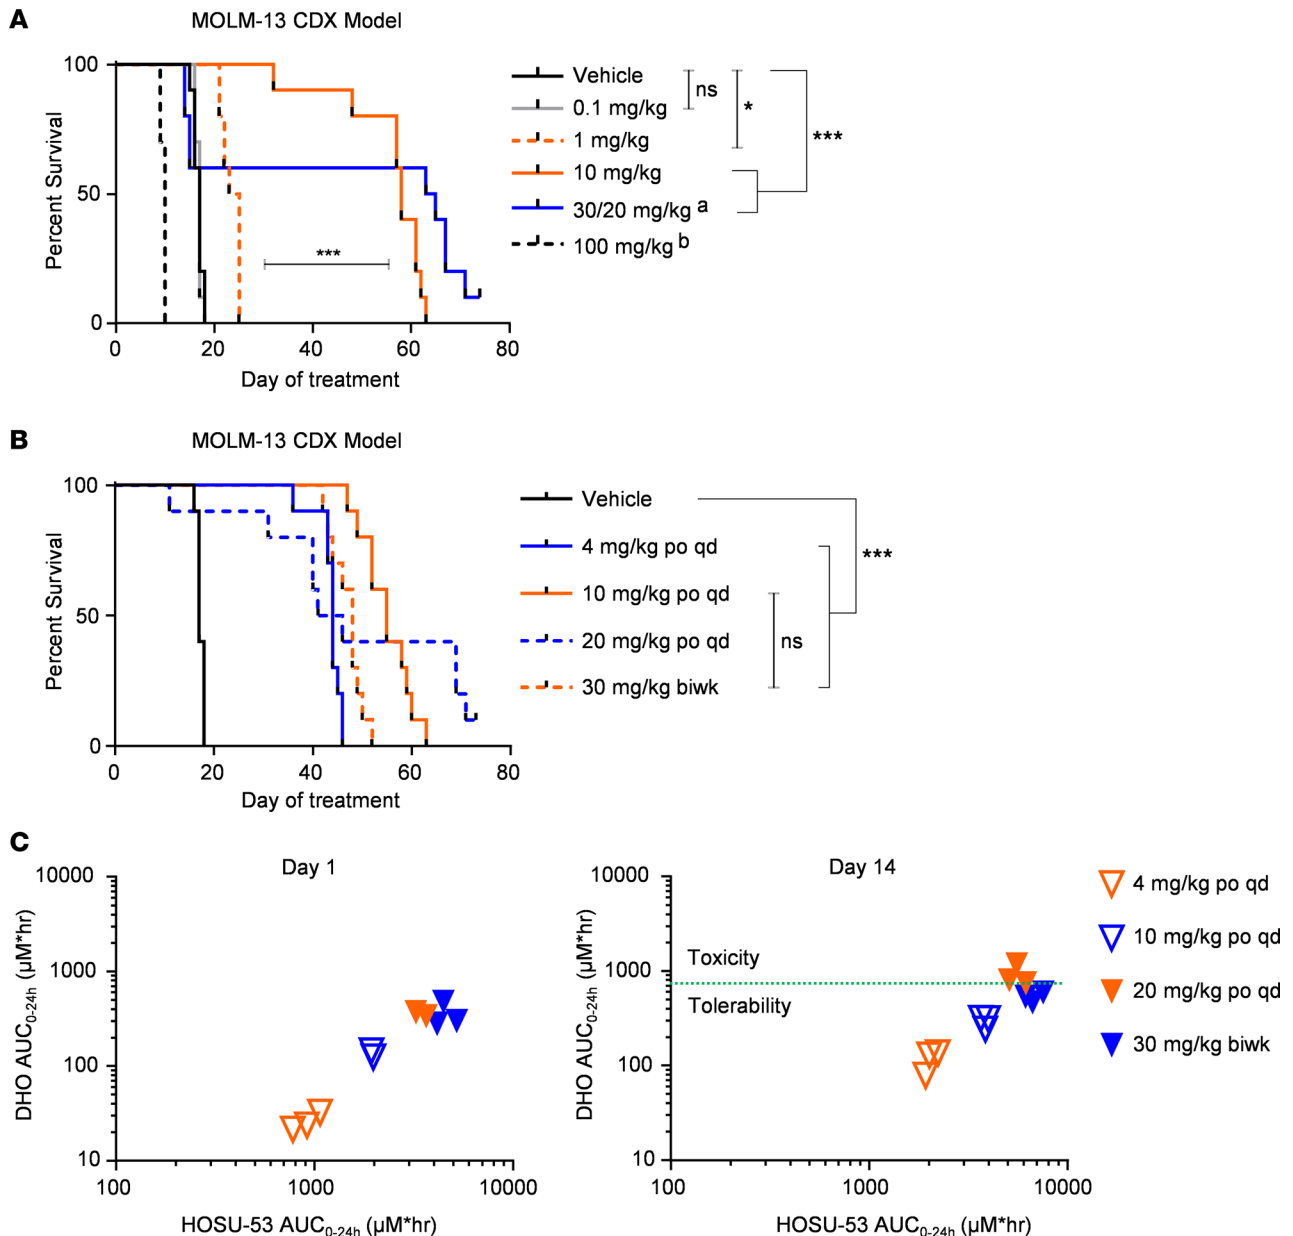 A
MOLM-13 CDX Model
100
50
0
Percent Survival
0 20 40 60 80
Day of treatment
***
Vehicle
0.1 mg/kg
1 mg/kg
10 mg/kg
30/20 mg/kg a
100 mg/kg b
ns
*
***
B
MOLM-13 CDX Model
100
50
0
Percent Survival
0 20 40 60 80
Day of treatment
Vehicle
4 mg/kg po qd
10 mg/kg po qd
20 mg/kg po qd
30 mg/kg biwk
ns
***
C
Day 1
10000
1000
100
10
DHO AUC0-24h (µM*hr)
100 1000 10000
HOSU-53 AUC0-24h (µM*hr)
Day 14
10000
1000
100
10
DHO AUC0-24h (µM*hr)
Toxicity
Tolerability
100 1000 10000
HOSU-53 AUC0-24h (µM*hr)
4 mg/kg po qd
10 mg/kg po qd
20 mg/kg po qd
30 mg/kg biwk